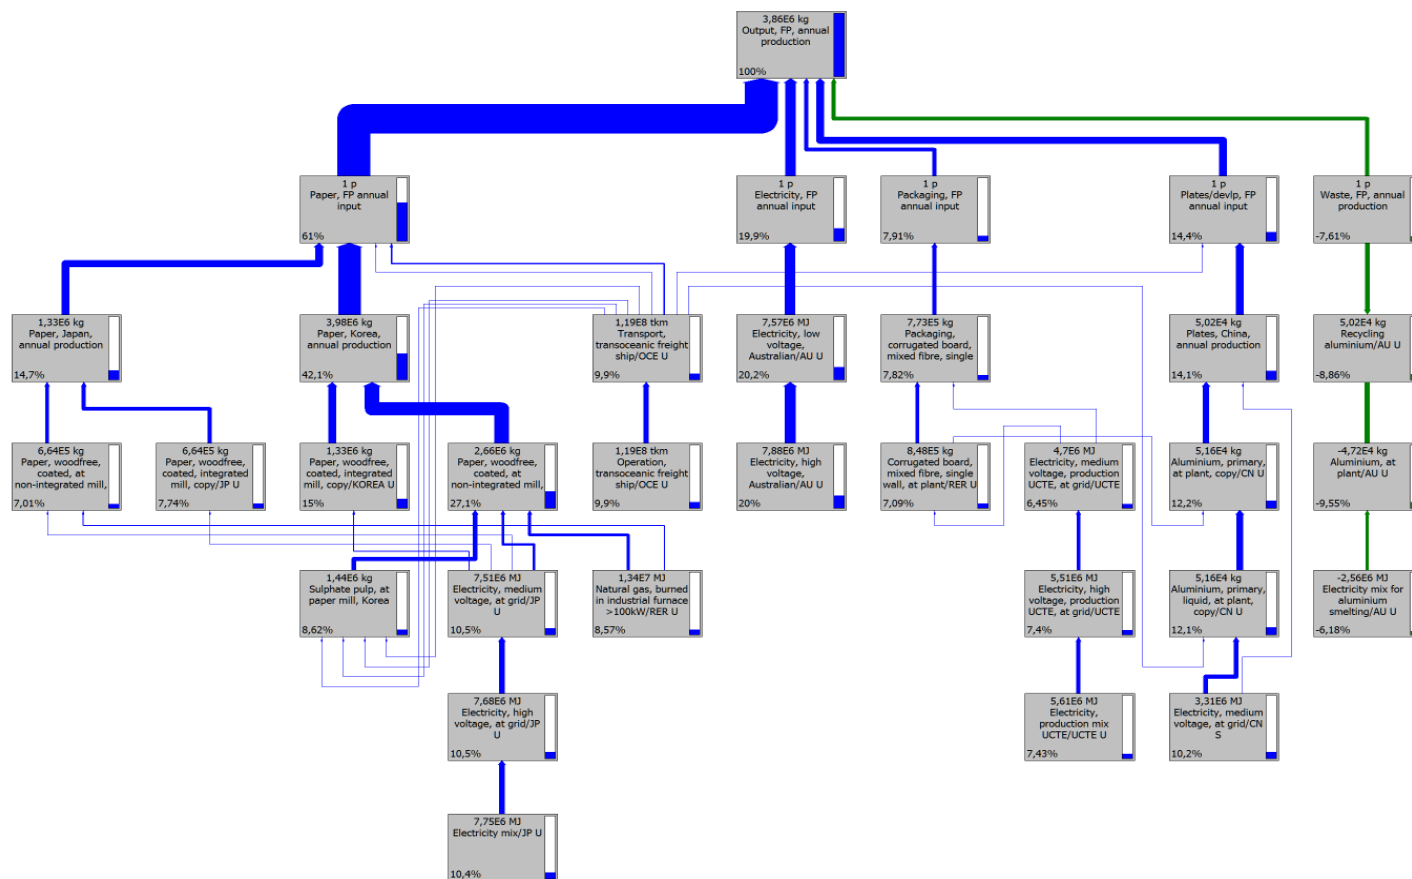 3,86E6 kg
Output, FP, annual
production
100%
1 p
Paper, FP annual
input
61%
1 p
Electricity, FP
annual input
19,9%
1 p
Packaging, FP
annual input
7,91%
1 p
Plates/devlp, FP
annual input
14,4%
1 p
Waste, FP, annual
production
-7,61%
1,33E6 kg
Paper, Japan,
annual production
14,7%
3,98E6 kg
Paper, Korea,
annual production
42,1%
1,19E8 tkm
Transport,
transoceanic freight
ship/OCE U
9,9%
7,57E6 MJ
Electricity, low
voltage,
Australian/AU U
20,2%
7,73E5 kg
Packaging,
corrugated board,
mixed fibre, single
7,82%
5,02E4 kg
Plates, China,
annual production
14,1%
5,02E4 kg
Recycling
aluminium/AU U
-8,86%
6,64E5 kg
Paper, woodfree,
coated, at
non-integrated mill,
7,01%
6,64E5 kg
Paper, woodfree,
coated, integrated
mill, copy/JP U
7,74%
1,33E6 kg
Paper, woodfree,
coated, integrated
mill, copy/KOREA U
15%
2,66E6 kg
Paper, woodfree,
coated, at
non-integrated mill,
27,1%
1,19E8 tkm
Operation,
transoceanic freight
ship/OCE U
9,9%
7,88E6 MJ
Electricity, high
voltage,
Australian/AU U
20%
8,48E5 kg
Corrugated board,
mixed fibre, single
wall, at plant/RER U
7,09%
4,7E6 MJ
Electricity, medium
voltage, production
UCTE, at grid/UCTE
6,45%
5,16E4 kg
Aluminium, primary,
at plant, copy/CN U
12,2%
-4,72E4 kg
Aluminium, at
plant/AU U
-9,55%
1,44E6 kg
Sulphate pulp, at
paper mill, Korea
8,62%
7,51E6 MJ
Electricity, medium
voltage, at grid/JP
U
10,5%
1,34E7 MJ
Natural gas, burned
in industrial furnace
>100kW/RER U
8,57%
5,51E6 MJ
Electricity, high
voltage, production
UCTE, at grid/UCTE
7,4%
5,16E4 kg
Aluminium, primary,
liquid, at plant,
copy/CN U
12,1%
-2,56E6 MJ
Electricity mix for
aluminium
smelting/AU U
-6,18%
7,68E6 MJ
Electricity, high
voltage, at grid/JP
U
10,5%
5,61E6 MJ
Electricity,
production mix
UCTE/UCTE U
7,43%
3,31E6 MJ
Electricity, medium
voltage, at grid/CN
S
10,2%
7,75E6 MJ
Electricity mix/JP U
10,4%